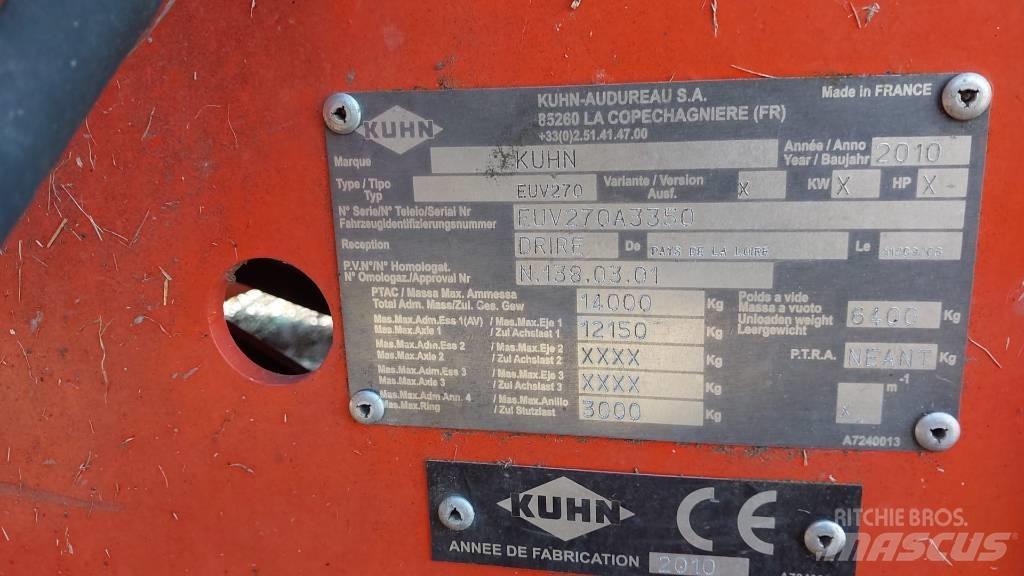 KUHN
KUHN-AUDUREAU S.A.
85260 LA COPECHAGNIERE (FR)
+33(0)2.51.41.47.00
Made in FRANCE
Marque KUHN Année / Anno 2010
Year / Baujahr
Type / Tipo EUV270 Variante / Version X KW X HP X
Typ Ausf.
N° Serie/N° Teleio/Serial Nr EUV270A3350
Fahrzeugidentifizierungsnummer
Reception DRIRE De PAYS DE LA LOIRE Le
P.V.N°/N° Homologat. N.138.03.01
N° Omologaz./Approval Nr
PTAC / Massa Max. Ammessa 14000 Kg
Total Adm. Mass/Zul. Ges. Gew
Mas.Max.Adm.Ess 1(AV) / Mas.Max.Eje 1 12150 Kg
Mas.Max.Axle 1 / Zul Achslast 1
Mas.Max.Adm.Ess 2 / Mas.Max.Eje 2 XXXX Kg
Mas.Max.Axle 2 / Zul Achslast 2
Mas.Max.Adm.Ess 3 / Mas.Max.Eje 3 XXXX Kg
Mas.Max.Axle 3 / Zul Achslast 3
Mas.Max.Adm Ann. 4 / Mas.Max.Anillo 3000 Kg
Mas.Max.Ring / Zul Stutzlast
Poids a vide
Massa a vuoto 6400 Kg
Unloaded weight
Leergewicht
P.T.R.A. NEANT Kg
x m-1
A7240013
KUHN CE
ANNEE DE FABRICATION 2010
RITCHIE BROS.
MASCUS